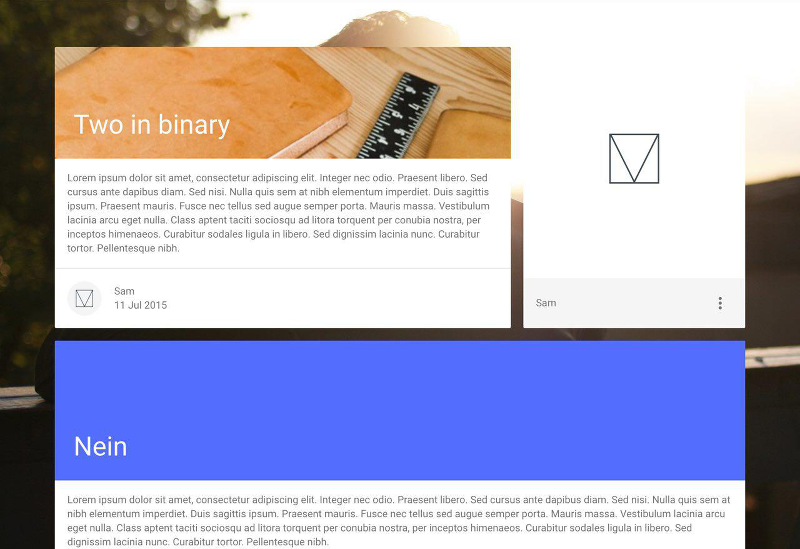 Two in binary
Lorem ipsum dolor sit amet, consectetur adipiscing elit. Integer nec odio. Praesent libero. Sed
cursus ante dapibus diam. Sed nisi. Nulla quis sem at nibh elementum imperdiet. Duis sagittis
ipsum. Praesent mauris. Fusce nec tellus sed augue semper porta. Mauris massa. Vestibulum
lacinia arcu eget nulla. Class aptent taciti sociosqu ad litora torquent per conubia nostra, per
inceptos himenaeos. Curabitur sodales ligula in libero. Sed dignissim lacinia nunc. Curabitur
tortor. Pellentesque nibh.
Sam
11 Jul 2015
Sam
Nein
Lorem ipsum dolor sit amet, consectetur adipiscing elit. Integer nec odio. Praesent libero. Sed cursus ante dapibus diam. Sed nisi. Nulla quis sem at
nibh elementum imperdiet. Duis sagittis ipsum. Praesent mauris. Fusce nec tellus sed augue semper porta. Mauris massa. Vestibulum lacinia arcu
eget nulla. Class aptent taciti sociosqu ad litora torquent per conubia nostra, per inceptos himenaeos. Curabitur sodales ligula in libero. Sed
dignissim lacinia nunc. Curabitur tortor. Pellentesque nibh.